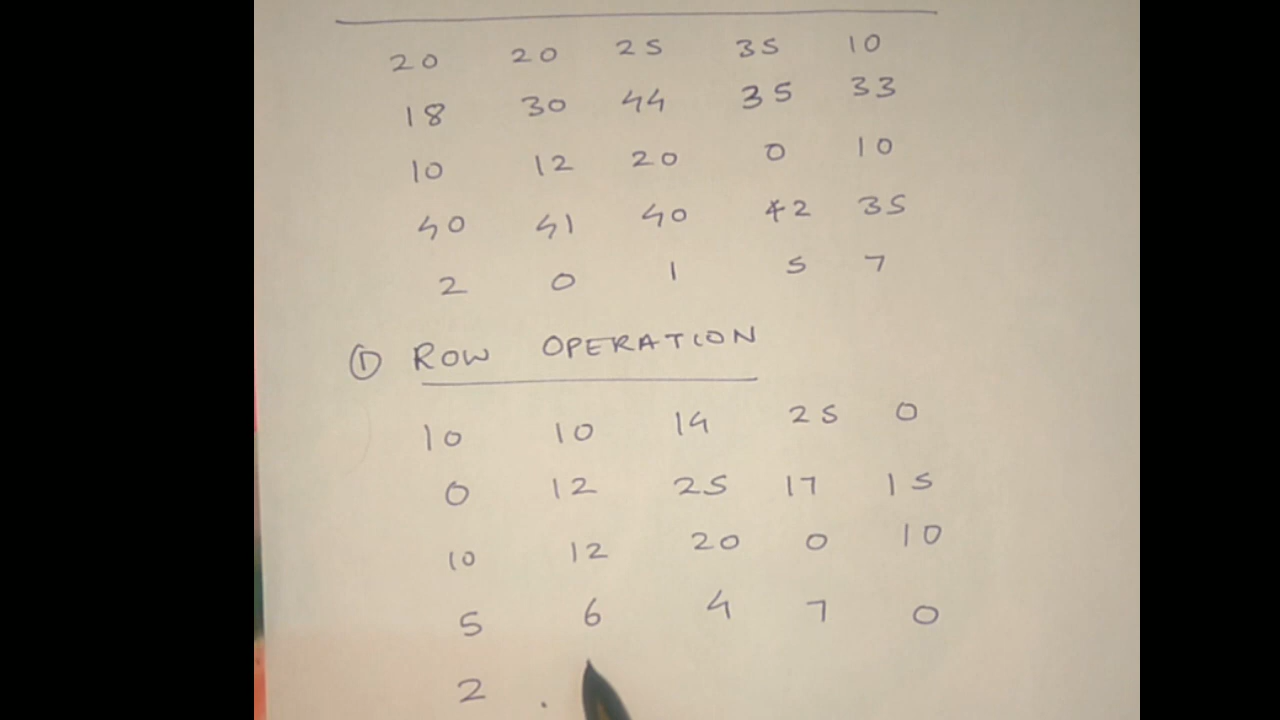 20 20 25 35 10
18 30 44 35 33
10 12 20 0 10
40 41 40 42 35
2 0 1 5 7
① ROW OPERATION
10 10 14 25 0
0 12 25 17 15
10 12 20 0 10
5 6 4 7 0
2 .